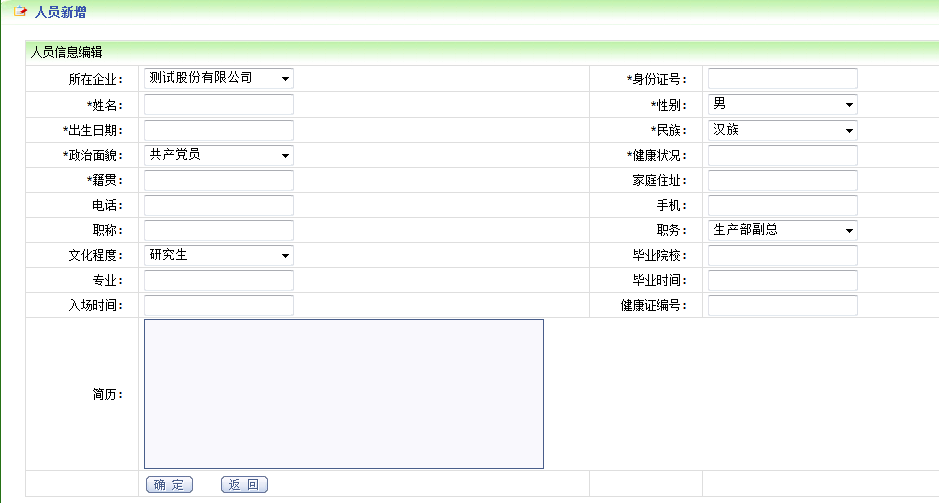 人员新增
人员信息编辑
所在企业： 测试股份有限公司 *身份证号：
*姓名： *性别： 男
*出生日期： *民族： 汉族
*政治面貌： 共产党员 *健康状况：
*籍贯： 家庭住址：
电话： 手机：
职称： 职务： 生产部副总
文化程度： 研究生 毕业院校：
专业： 毕业时间：
入场时间： 健康证编号：
简历：
确 定 返 回